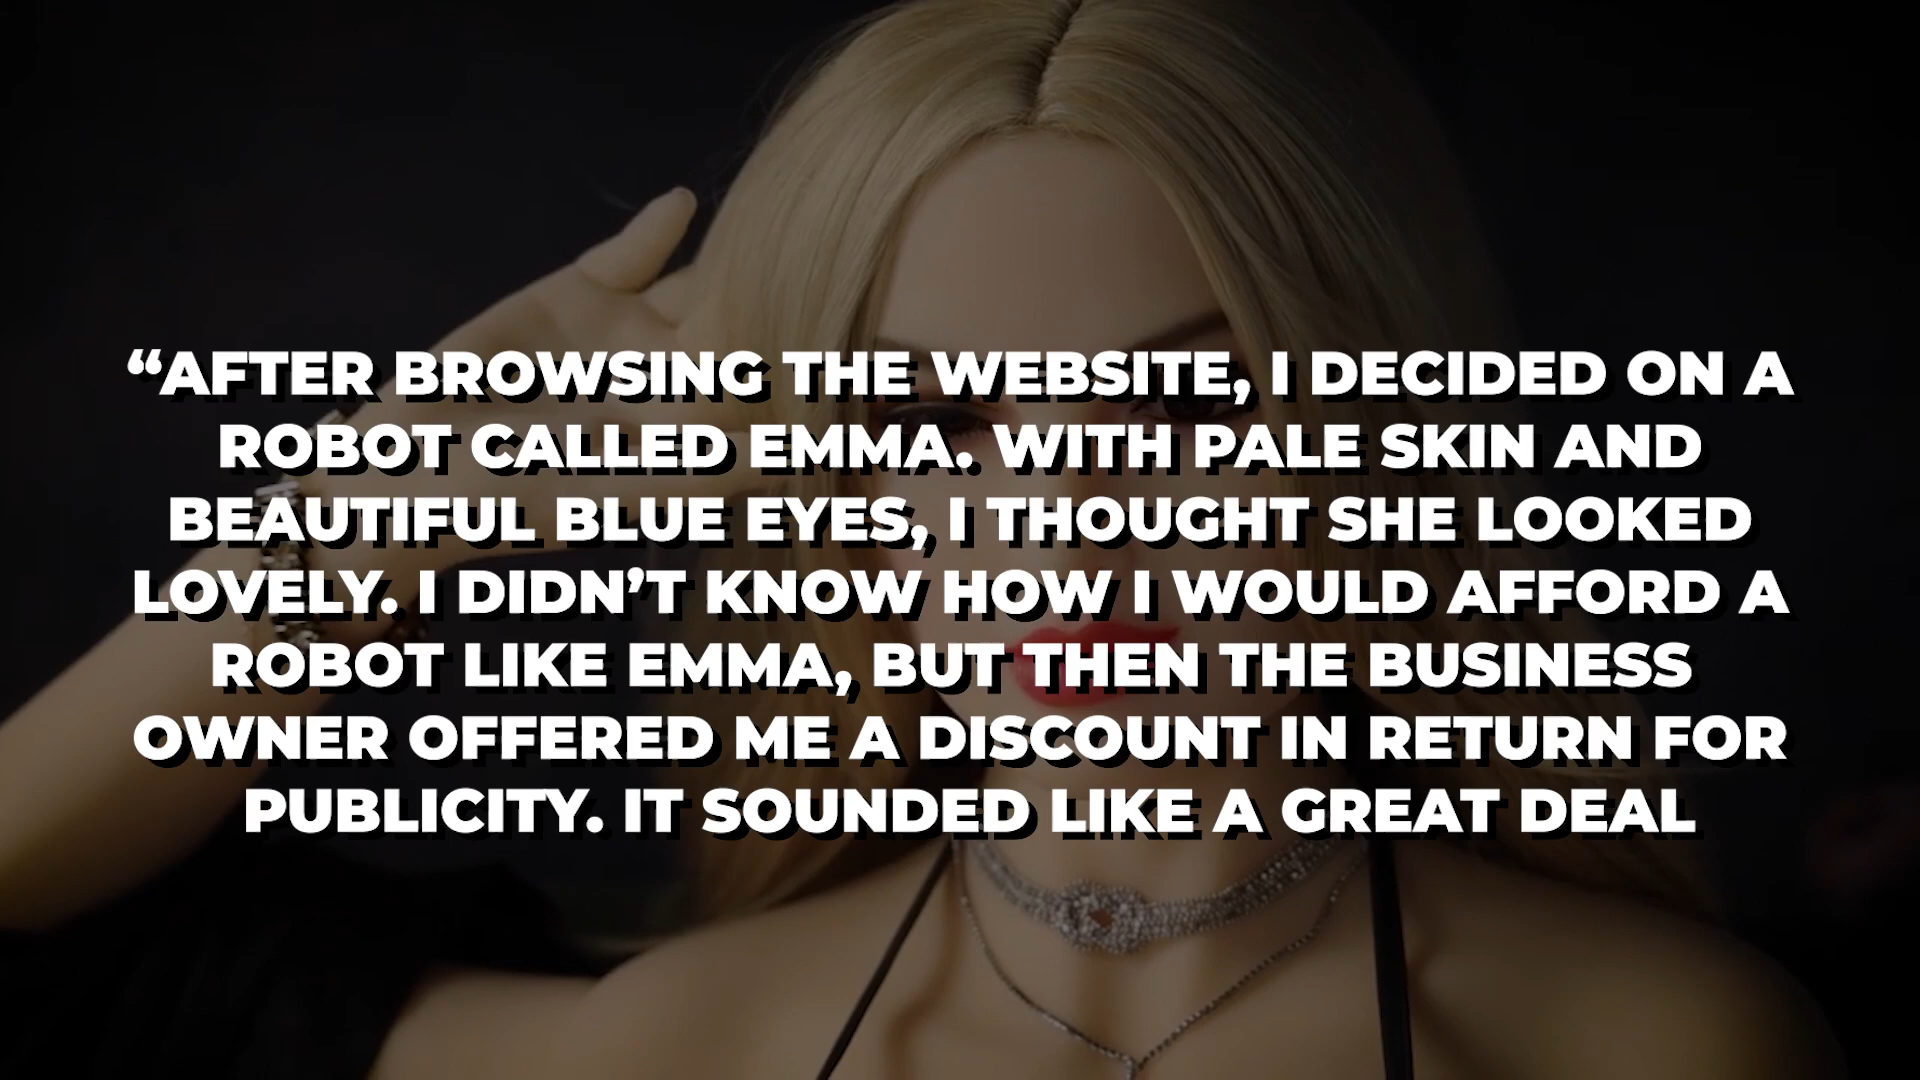 “AFTER BROWSING THE WEBSITE, I DECIDED ON A
ROBOT CALLED EMMA. WITH PALE SKIN AND
BEAUTIFUL BLUE EYES, I THOUGHT SHE LOOKED
LOVELY. I DIDN’T KNOW HOW I WOULD AFFORD A
ROBOT LIKE EMMA, BUT THEN THE BUSINESS
OWNER OFFERED ME A DISCOUNT IN RETURN FOR
PUBLICITY. IT SOUNDED LIKE A GREAT DEAL